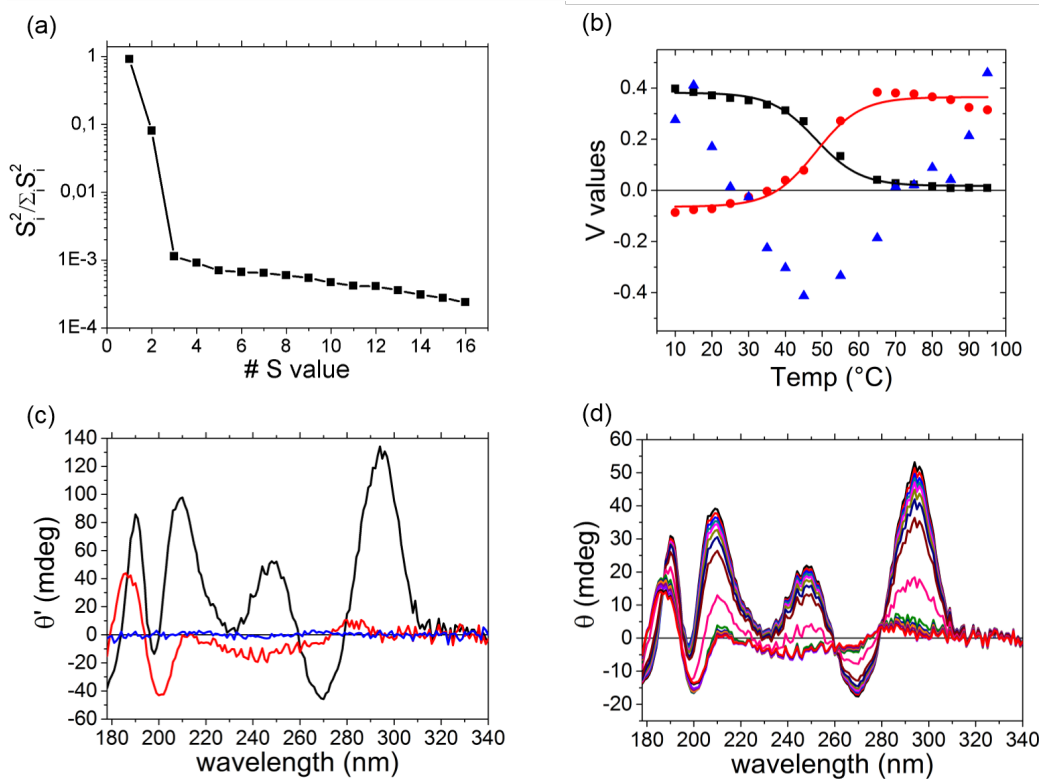 (a)
1
0,1
0,01
1E-3
1E-4
S_i^2/Σ_iS_i^2
0 2 4 6 8 10 12 14 16
# S value
(b)
0.4
0.2
0.0
-0.2
-0.4
V values
10 20 30 40 50 60 70 80 90 100
Temp (°C)
(c)
140
120
100
80
60
40
20
0
-20
-40
-60
θ' (mdeg)
180 200 220 240 260 280 300 320 340
wavelength (nm)
(d)
60
50
40
30
20
10
0
-10
-20
θ (mdeg)
180 200 220 240 260 280 300 320 340
wavelength (nm)